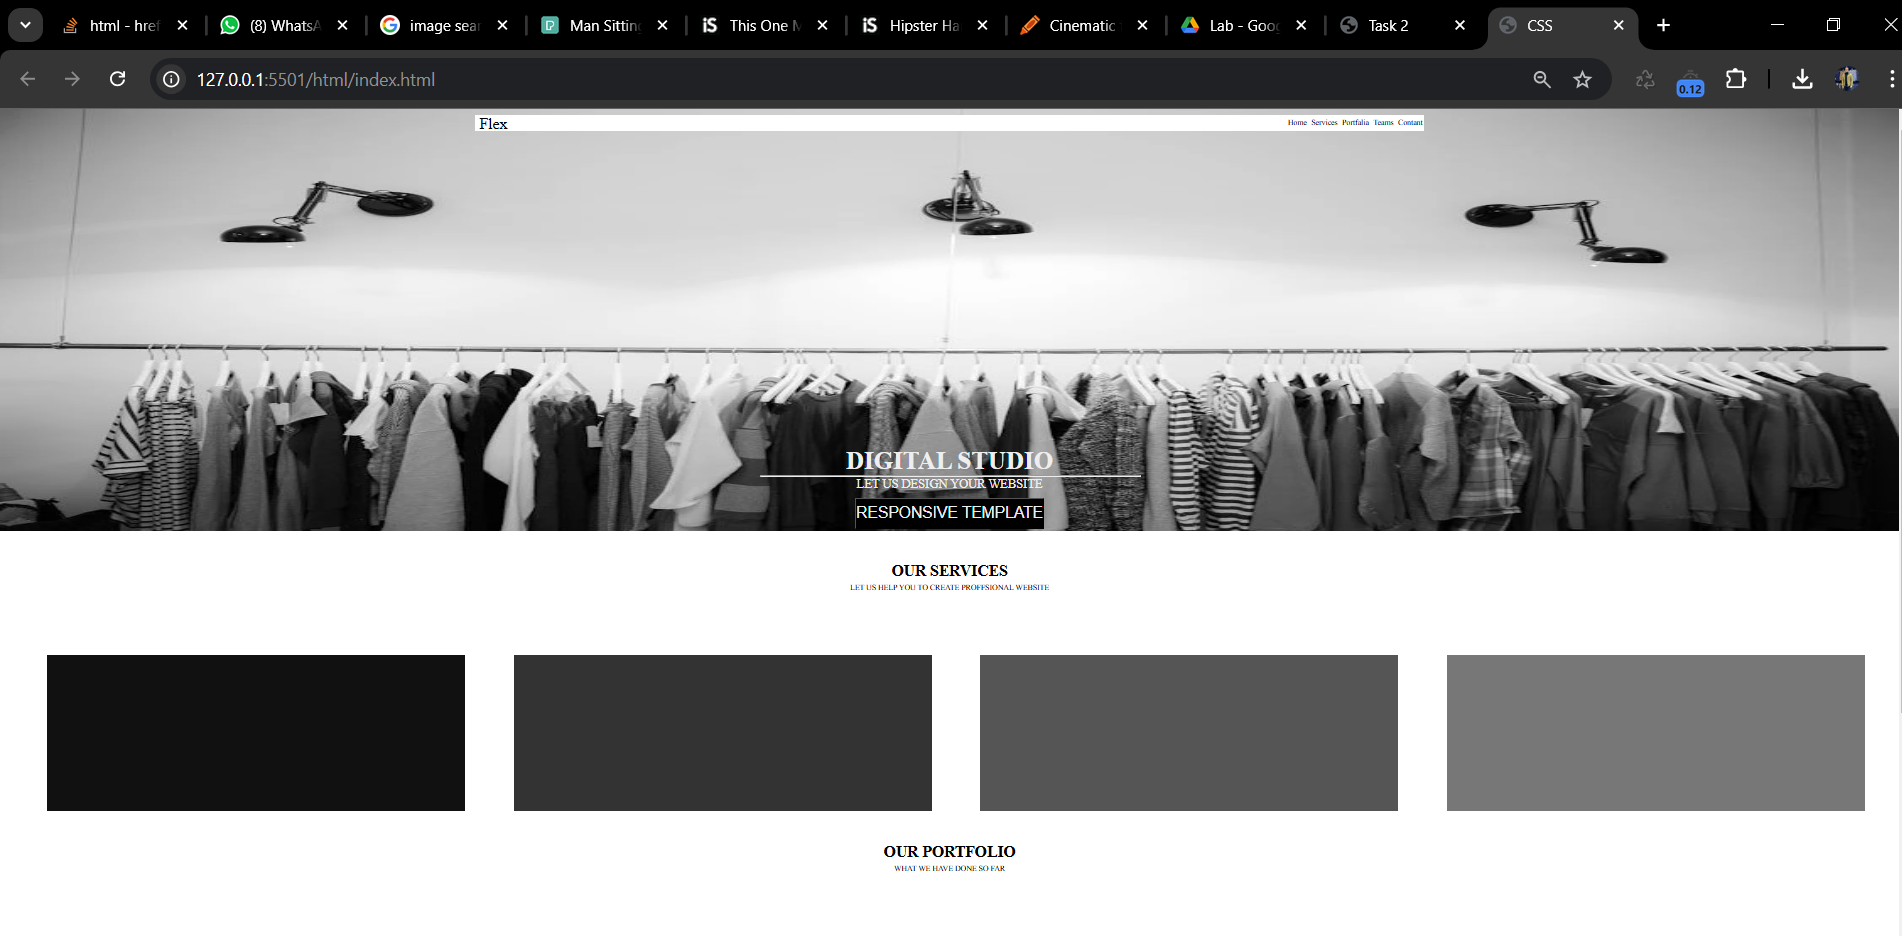 html - href
(8) WhatsA
image sear
Man Sitting
This One M
Hipster Ha
Cinematic
Lab - Goog
Task 2
CSS
127.0.0.1:5501/html/index.html
0.12
Flex
Home Services Portfalia Teams Contant
DIGITAL STUDIO
LET US DESIGN YOUR WEBSITE
RESPONSIVE TEMPLATE
OUR SERVICES
LET US HELP YOU TO CREATE PROFFSIONAL WEBSITE
OUR PORTFOLIO
WHAT WE HAVE DONE SO FAR